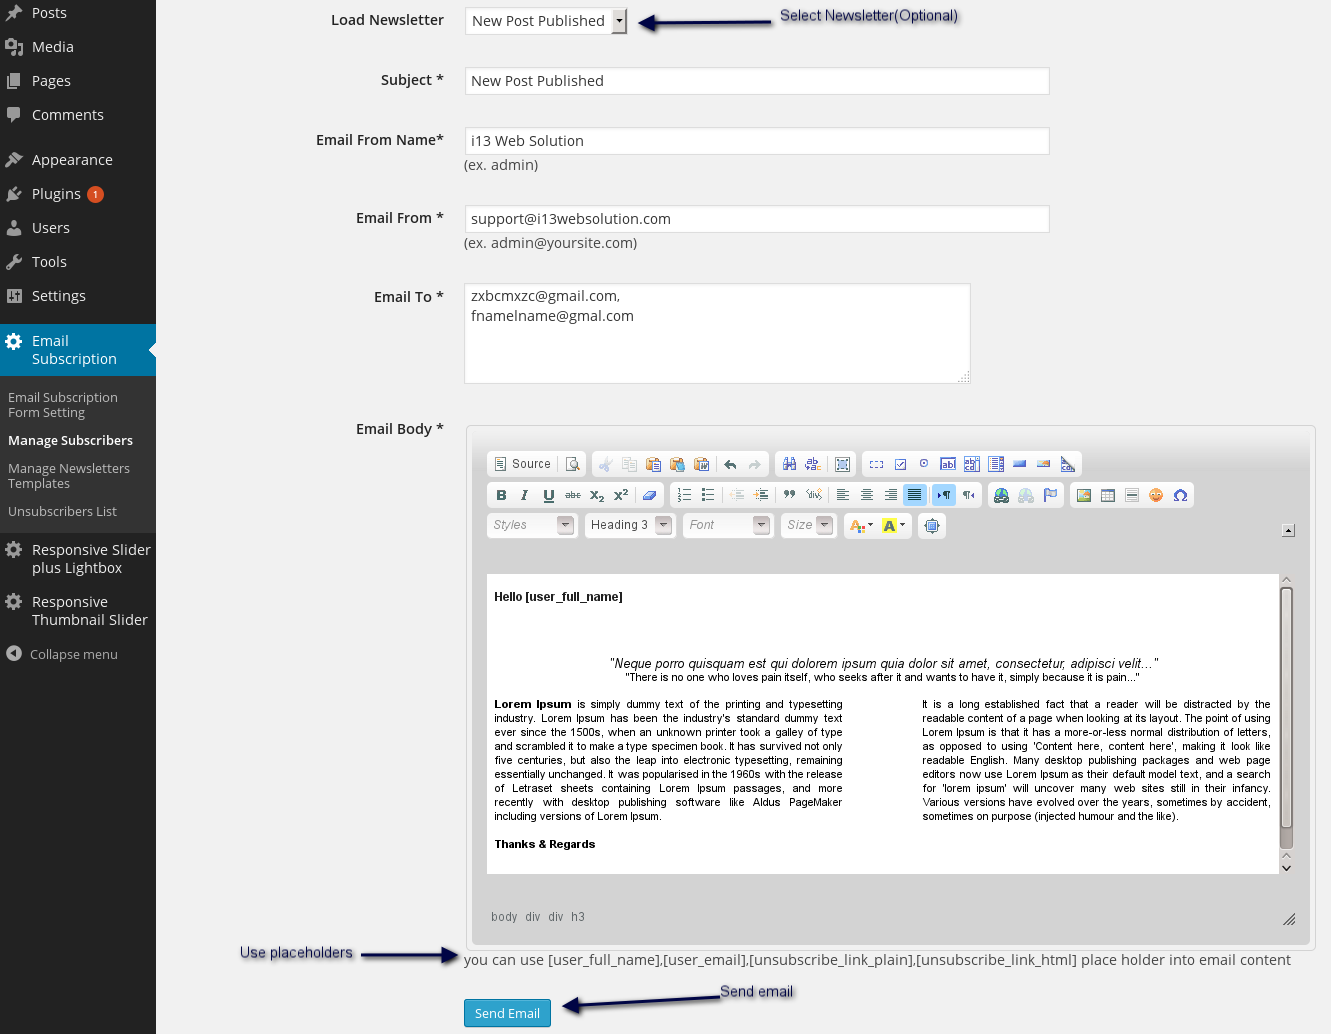 Posts
Media
Pages
Comments
Appearance
Plugins 1
Users
Tools
Settings
Email
Subscription
Email Subscription
Form Setting
Manage Subscribers
Manage Newsletters
Templates
Unsubscribers List
Responsive Slider
plus Lightbox
Responsive
Thumbnail Slider
Collapse menu
Load Newsletter
New Post Published
Select Newsletter(Optional)
Subject *
New Post Published
Email From Name*
i13 Web Solution
(ex. admin)
Email From *
support@i13websolution.com
(ex. admin@yoursite.com)
Email To *
zxbcmxzc@gmail.com,
fnamelname@gmal.com
Email Body *
Source
B I U abc X₂ X²
Styles Heading 3 Font Size A A
Hello [user_full_name]
"Neque porro quisquam est qui dolorem ipsum quia dolor sit amet, consectetur, adipisci velit..."
"There is no one who loves pain itself, who seeks after it and wants to have it, simply because it is pain..."
Lorem Ipsum is simply dummy text of the printing and typesetting
industry. Lorem Ipsum has been the industry's standard dummy text
ever since the 1500s, when an unknown printer took a galley of type
and scrambled it to make a type specimen book. It has survived not only
five centuries, but also the leap into electronic typesetting, remaining
essentially unchanged. It was popularised in the 1960s with the release
of Letraset sheets containing Lorem Ipsum passages, and more
recently with desktop publishing software like Aldus PageMaker
including versions of Lorem Ipsum.
It is a long established fact that a reader will be distracted by the
readable content of a page when looking at its layout. The point of using
Lorem Ipsum is that it has a more-or-less normal distribution of letters,
as opposed to using 'Content here, content here', making it look like
readable English. Many desktop publishing packages and web page
editors now use Lorem Ipsum as their default model text, and a search
for 'lorem ipsum' will uncover many web sites still in their infancy.
Various versions have evolved over the years, sometimes by accident,
sometimes on purpose (injected humour and the like).
Thanks & Regards
body div div h3
Use placeholders
you can use [user_full_name],[user_email],[unsubscribe_link_plain],[unsubscribe_link_html] place holder into email content
Send email
Send Email